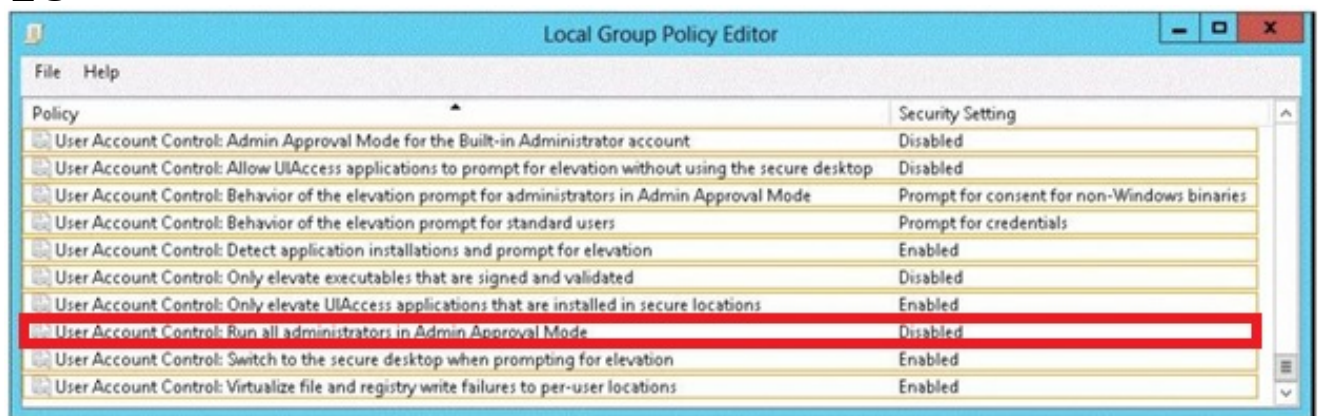 Local Group Policy Editor
File Help
Policy Security Setting
User Account Control: Admin Approval Mode for the Built-in Administrator account Disabled
User Account Control: Allow UIAccess applications to prompt for elevation without using the secure desktop Disabled
User Account Control: Behavior of the elevation prompt for administrators in Admin Approval Mode Prompt for consent for non-Windows binaries
User Account Control: Behavior of the elevation prompt for standard users Prompt for credentials
User Account Control: Detect application installations and prompt for elevation Enabled
User Account Control: Only elevate executables that are signed and validated Disabled
User Account Control: Only elevate UIAccess applications that are installed in secure locations Enabled
User Account Control: Run all administrators in Admin Approval Mode Disabled
User Account Control: Switch to the secure desktop when prompting for elevation Enabled
User Account Control: Virtualize file and registry write failures to per-user locations Enabled